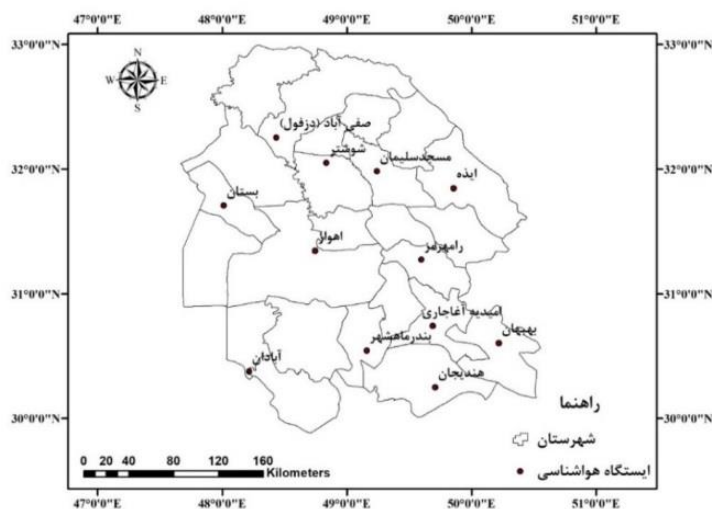 47°0'0"E 48°0'0"E 49°0'0"E 50°0'0"E 51°0'0"E
33°0'0"N 33°0'0"N
N
W E
S
صفی آباد (دزفول)
شوشتر
مسجدسلیمان
32°0'0"N 32°0'0"N
ایذه
بستان
اهواز
رامهرمز
31°0'0"N 31°0'0"N
امیدیه آغاجاری
بهبهان
بندرماهشهر
آبادان
هندیجان
راهنما
30°0'0"N 30°0'0"N
شهرستان
ایستگاه هواشناسی
0 20 40 80 120 160
Kilometers
47°0'0"E 48°0'0"E 49°0'0"E 50°0'0"E 51°0'0"E